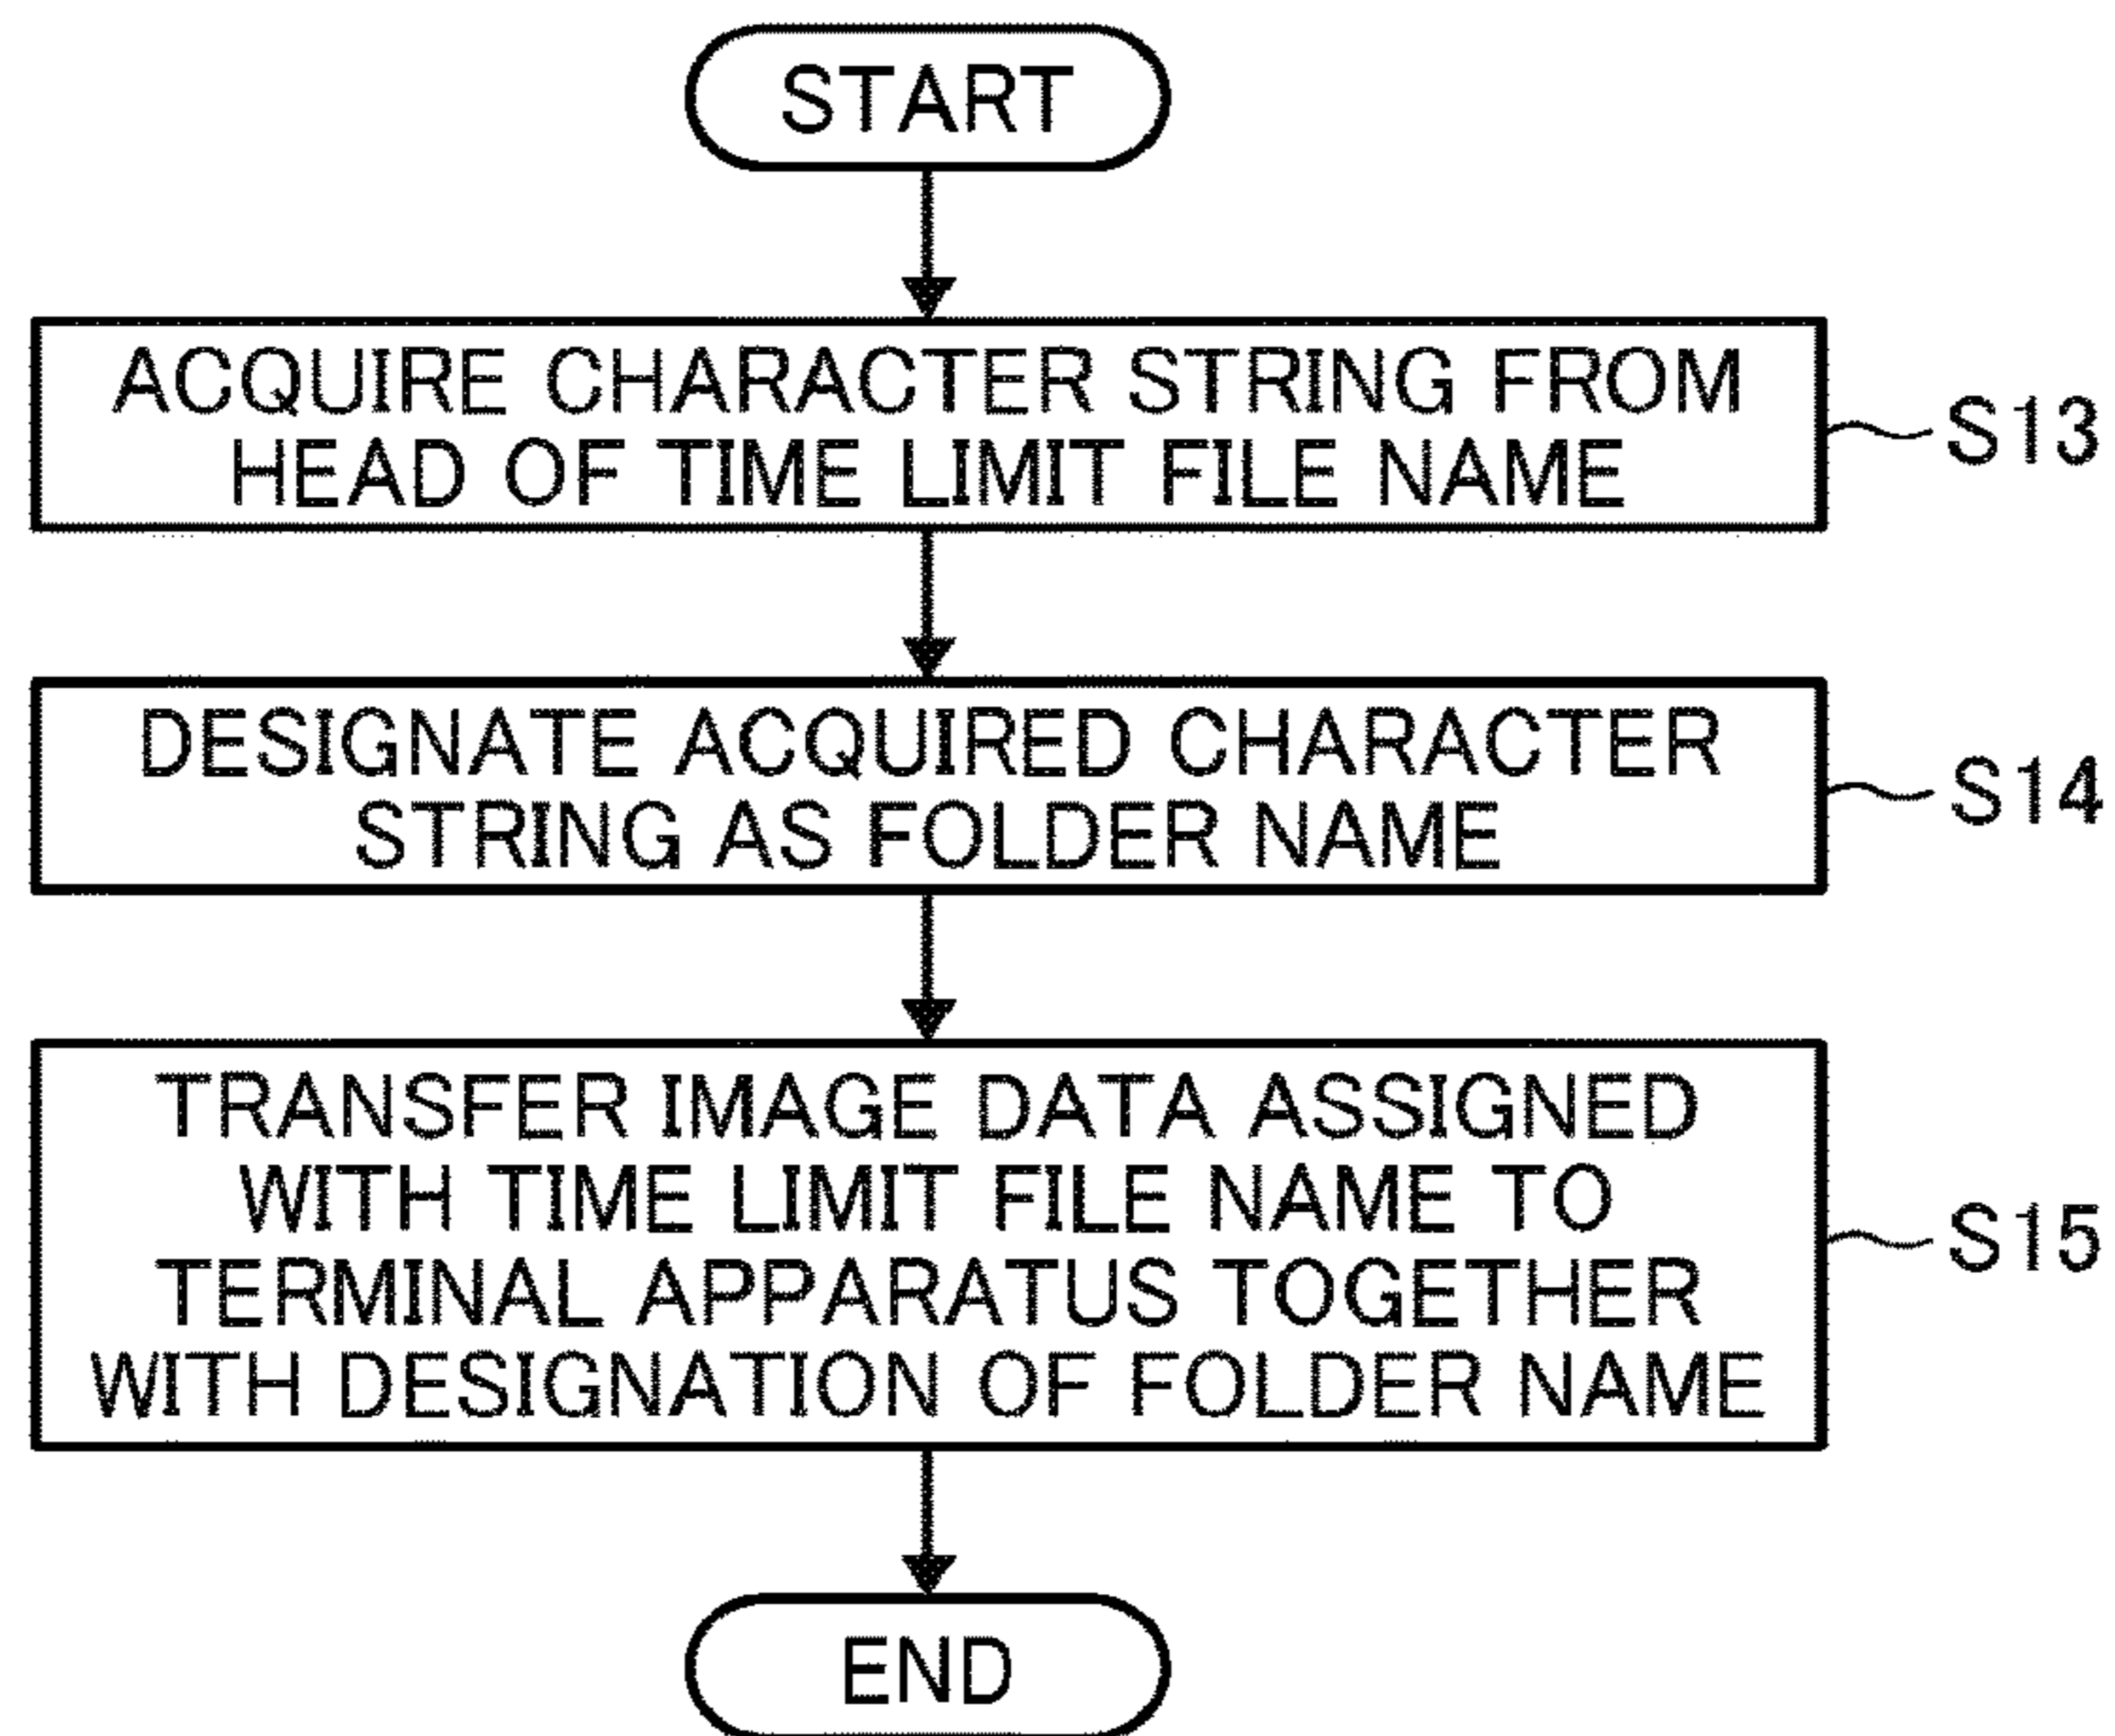 START
ACQUIRE CHARACTER STRING FROM
HEAD OF TIME LIMIT FILE NAME
S13
DESIGNATE ACQUIRED CHARACTER
STRING AS FOLDER NAME
S14
TRANSFER IMAGE DATA ASSIGNED
WITH TIME LIMIT FILE NAME TO
TERMINAL APPARATUS TOGETHER
WITH DESIGNATION OF FOLDER NAME
S15
END